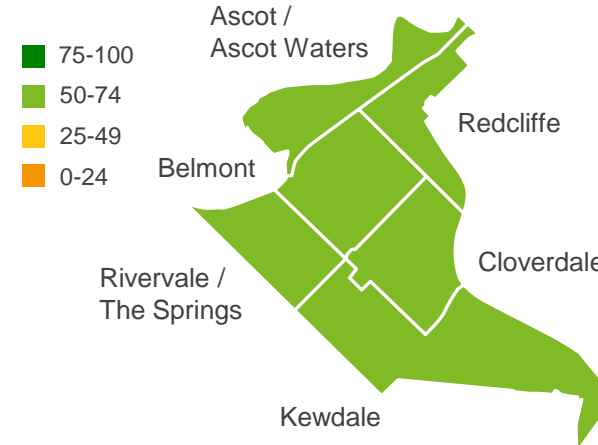 75-100
50-74
25-49
0-24
Ascot /
Ascot Waters
Redcliffe
Belmont
Cloverdale
Rivervale /
The Springs
Kewdale